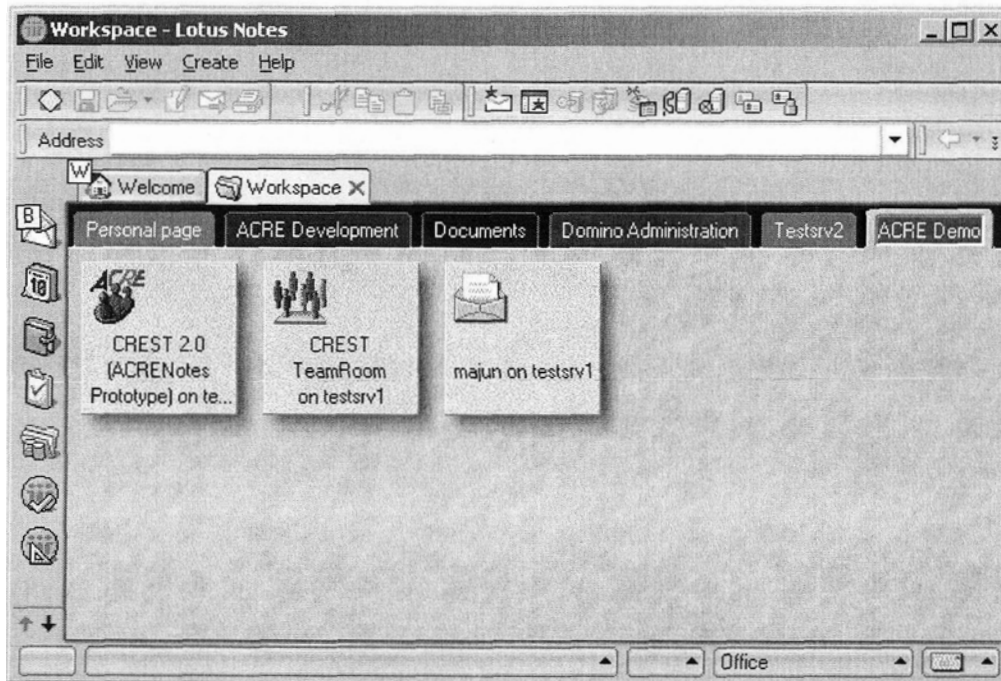 Workspace - Lotus Notes
File Edit View Create Help
Address
W
Welcome Workspace
B
Personal page ACRE Development Documents Domino Administration Testsrv2 ACRE Demo
18
ACRE
CREST 2.0
(ACRENotes
Prototype) on te...
CREST
TeamRoom
on testsrv1
majun on testsrv1
Office